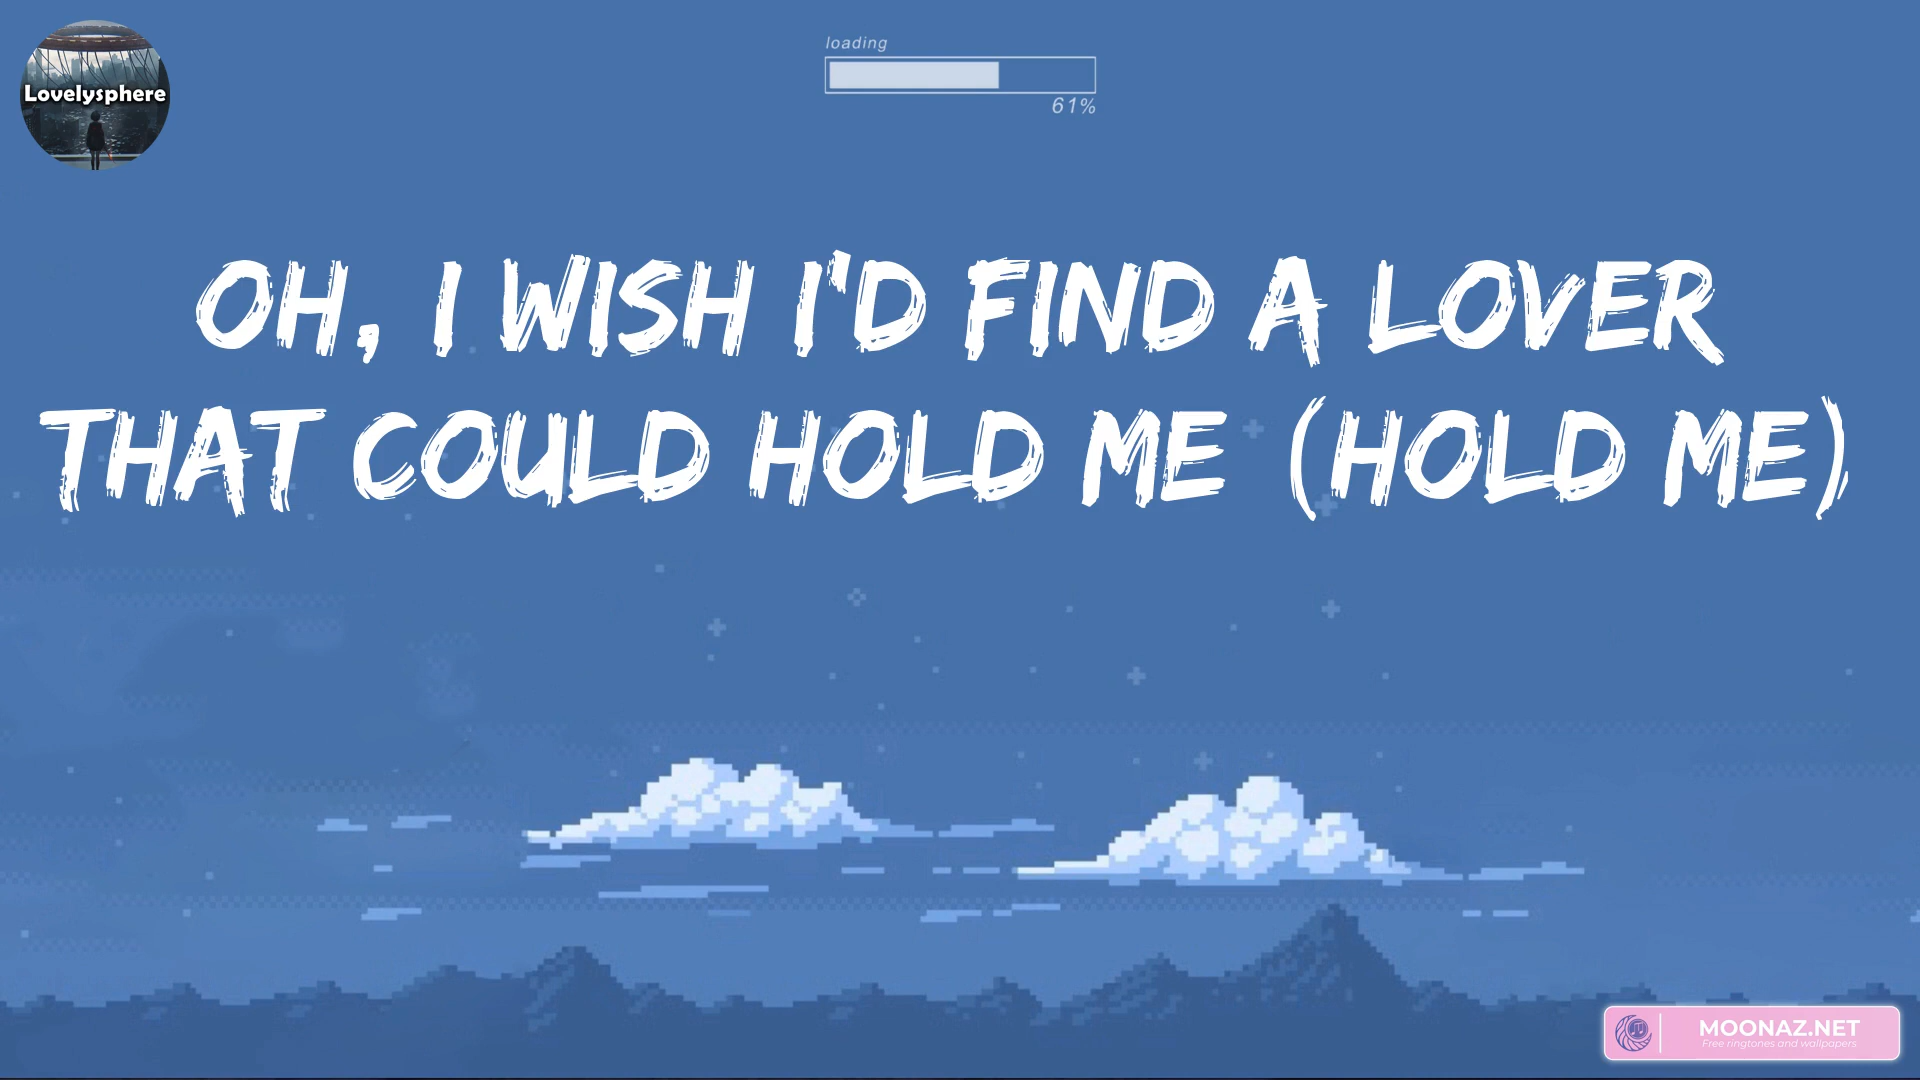 Lovelysphere
loading
61%
OH, I WISH I'D FIND A LOVER
THAT COULD HOLD ME (HOLD ME)
MOONAZ.NET
Free ringtones and wallpapers